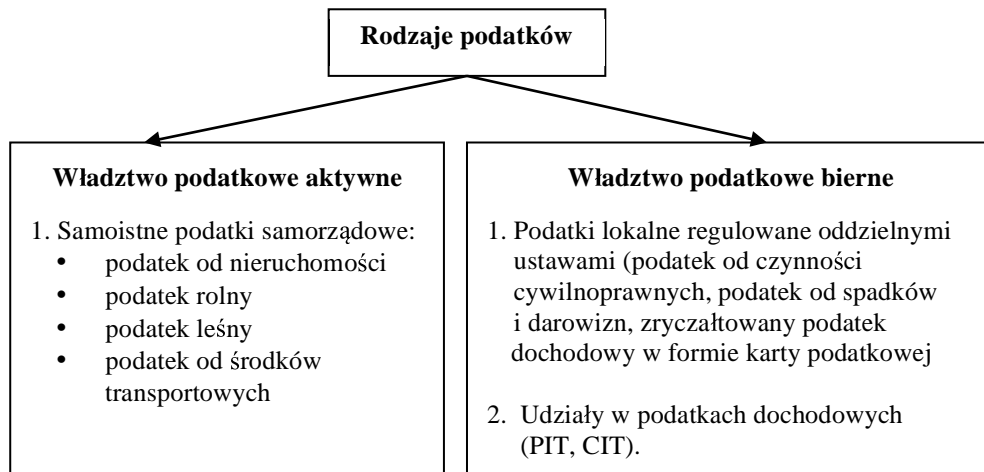 Rodzaje podatków
Władztwo podatkowe aktywne
1. Samoistne podatki samorządowe:
• podatek od nieruchomości
• podatek rolny
• podatek leśny
• podatek od środków
transportowych
Władztwo podatkowe bierne
1. Podatki lokalne regulowane oddzielnymi
ustawami (podatek od czynności
cywilnoprawnych, podatek od spadków
i darowizn, zryczałtowany podatek
dochodowy w formie karty podatkowej
2. Udziały w podatkach dochodowych
(PIT, CIT).